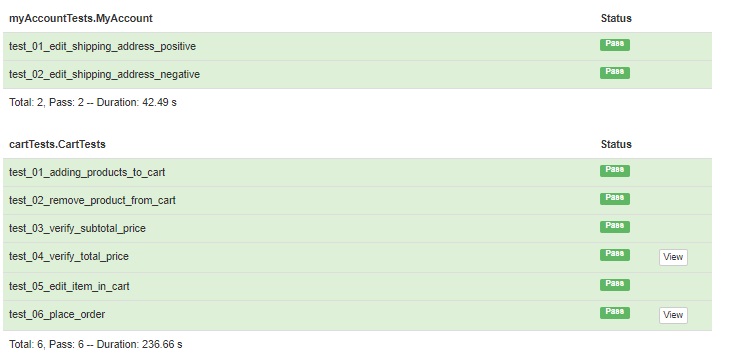 myAccountTests.MyAccount Status
test_01_edit_shipping_address_positive Pass
test_02_edit_shipping_address_negative Pass
Total: 2, Pass: 2 -- Duration: 42.49 s
cartTests.CartTests Status
test_01_adding_products_to_cart Pass
test_02_remove_product_from_cart Pass
test_03_verify_subtotal_price Pass
test_04_verify_total_price Pass View
test_05_edit_item_in_cart Pass
test_06_place_order Pass View
Total: 6, Pass: 6 -- Duration: 236.66 s